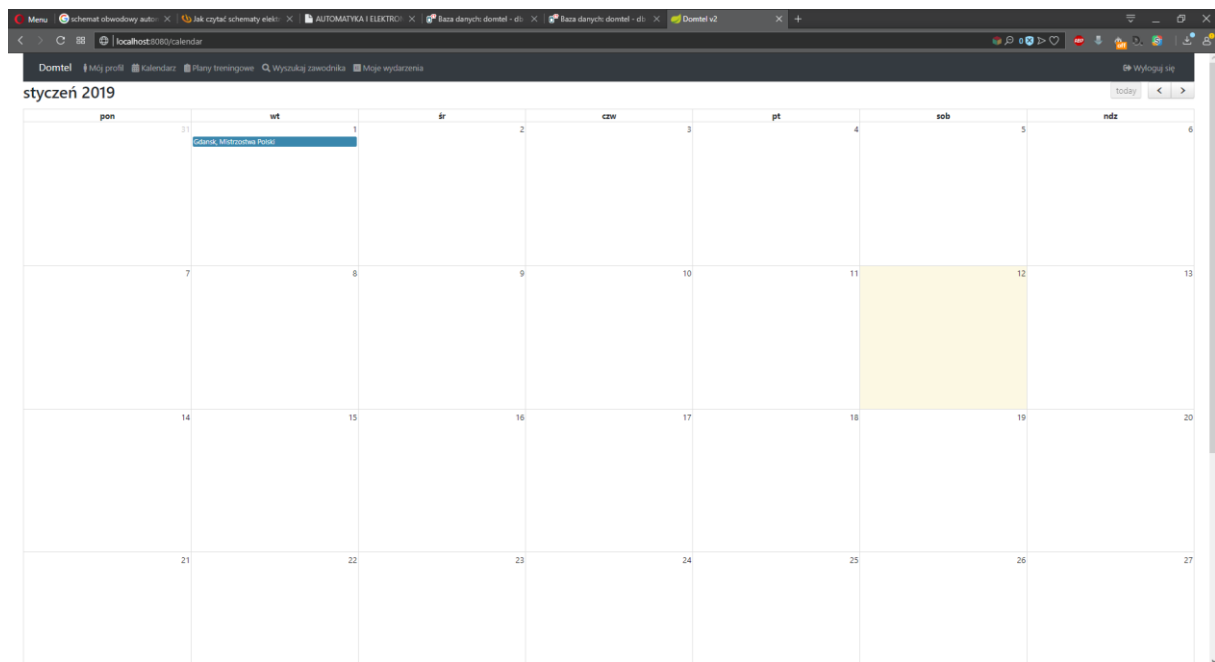 Menu schemat obwodowy autor Jak czytać schematy elektr AUTOMATYKA I ELEKTRO Baza danych: domtel - db Baza danych: domtel - db Domtel v2
localhost:8080/calendar
Domtel Mój profil Kalendarz Plany treningowe Wyszukaj zawodnika Moje wydarzenia Wyloguj się
styczeń 2019 today
pon wt śr czw pt sob ndz
31 1 2 3 4 5 6
Gdansk, Mistrzostwa Polski
7 8 9 10 11 12 13
14 15 16 17 18 19 20
21 22 23 24 25 26 27